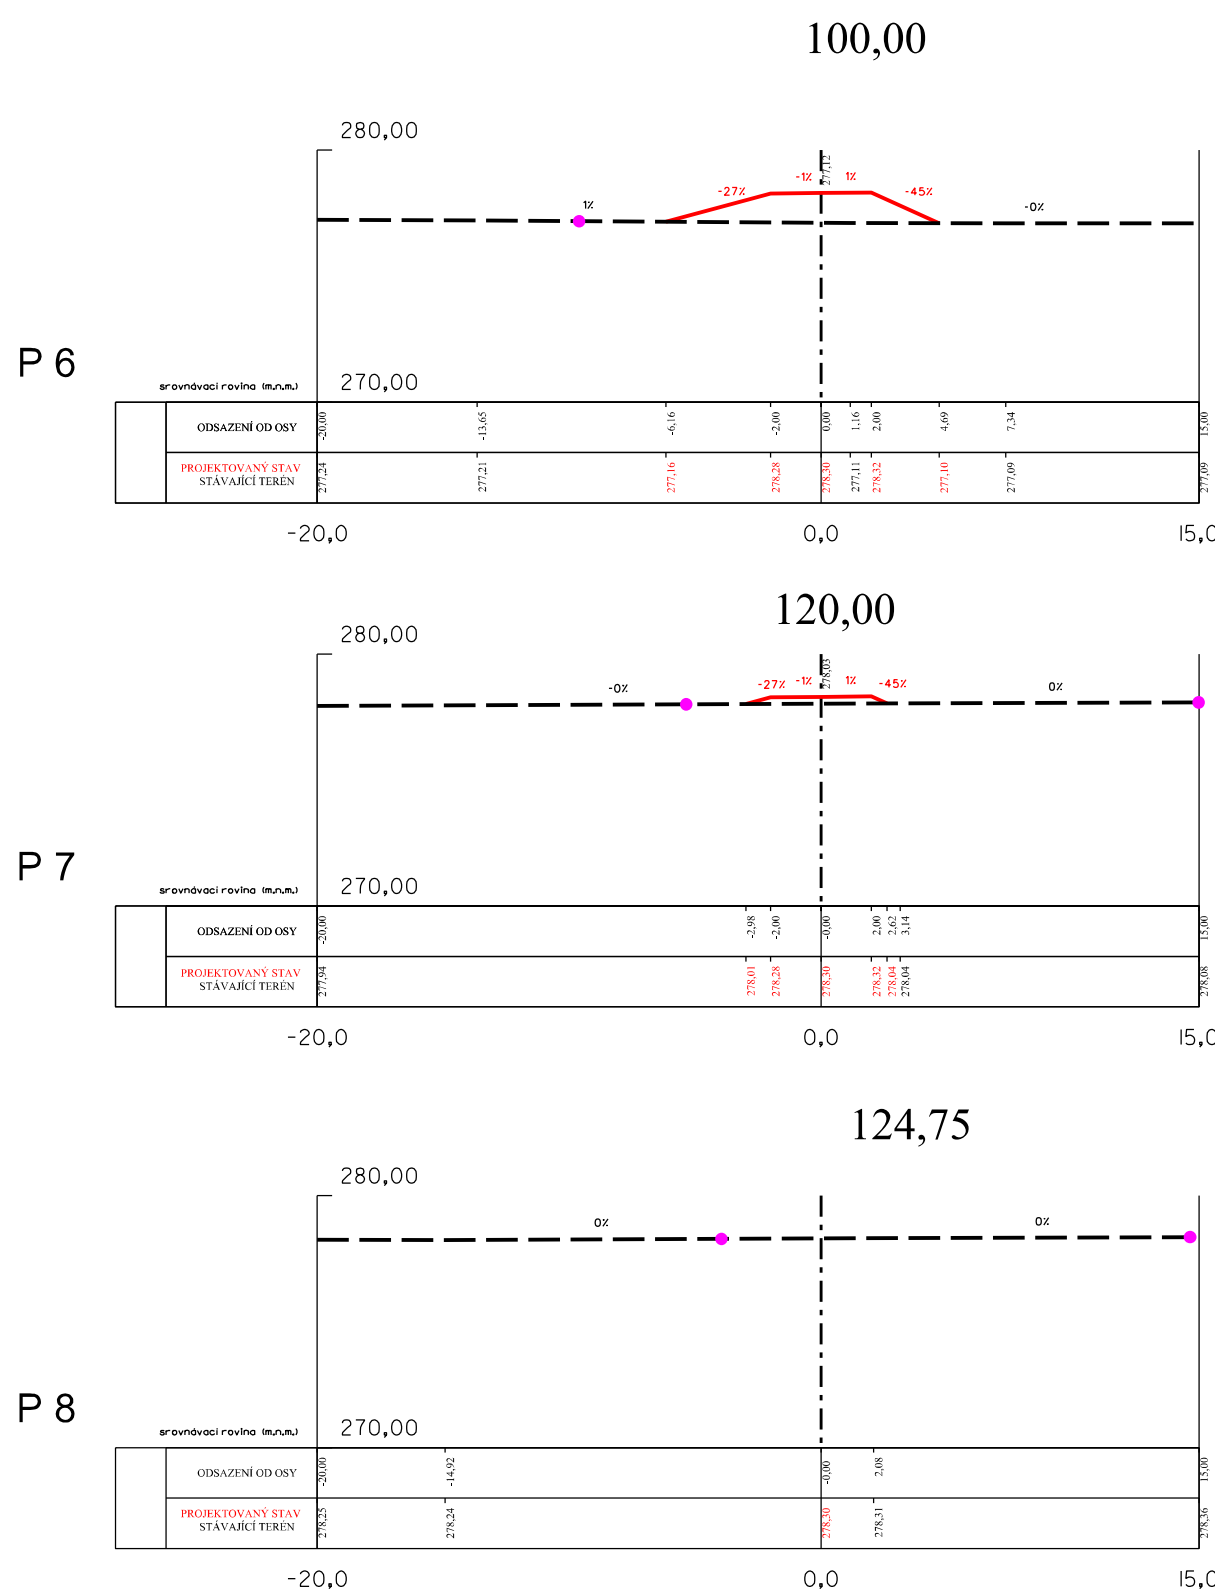 100,00
280,00
-27% -1% 277,12 1% -45%
1% -0%
P 6
srovnávací rovina (m.n.m.) 270,00
ODSAZENÍ OD OSY -20,00 -13,65 -6,16 -2,00 0,00 1,16 2,00 4,69 7,34 15,00
PROJEKTOVANÝ STAV
STÁVAJÍCÍ TERÉN 277,24 277,21 277,16 278,28 278,30 277,11 278,32 277,10 277,09 277,09
-20,0 0,0 15,0
120,00
280,00
-0% -27% -1% 278,03 1% -45% 0%
P 7
srovnávací rovina (m.n.m.) 270,00
ODSAZENÍ OD OSY -20,00 -2,98 -2,00 -0,00 2,00 2,62 3,14 15,00
PROJEKTOVANÝ STAV
STÁVAJÍCÍ TERÉN 277,94 278,01 278,28 278,30 278,32 278,04 278,04 278,08
-20,0 0,0 15,0
124,75
280,00
0% 0%
P 8
srovnávací rovina (m.n.m.) 270,00
ODSAZENÍ OD OSY -20,00 -14,92 -0,00 2,08 15,00
PROJEKTOVANÝ STAV
STÁVAJÍCÍ TERÉN 278,25 278,24 278,30 278,31 278,36
-20,0 0,0 15,0